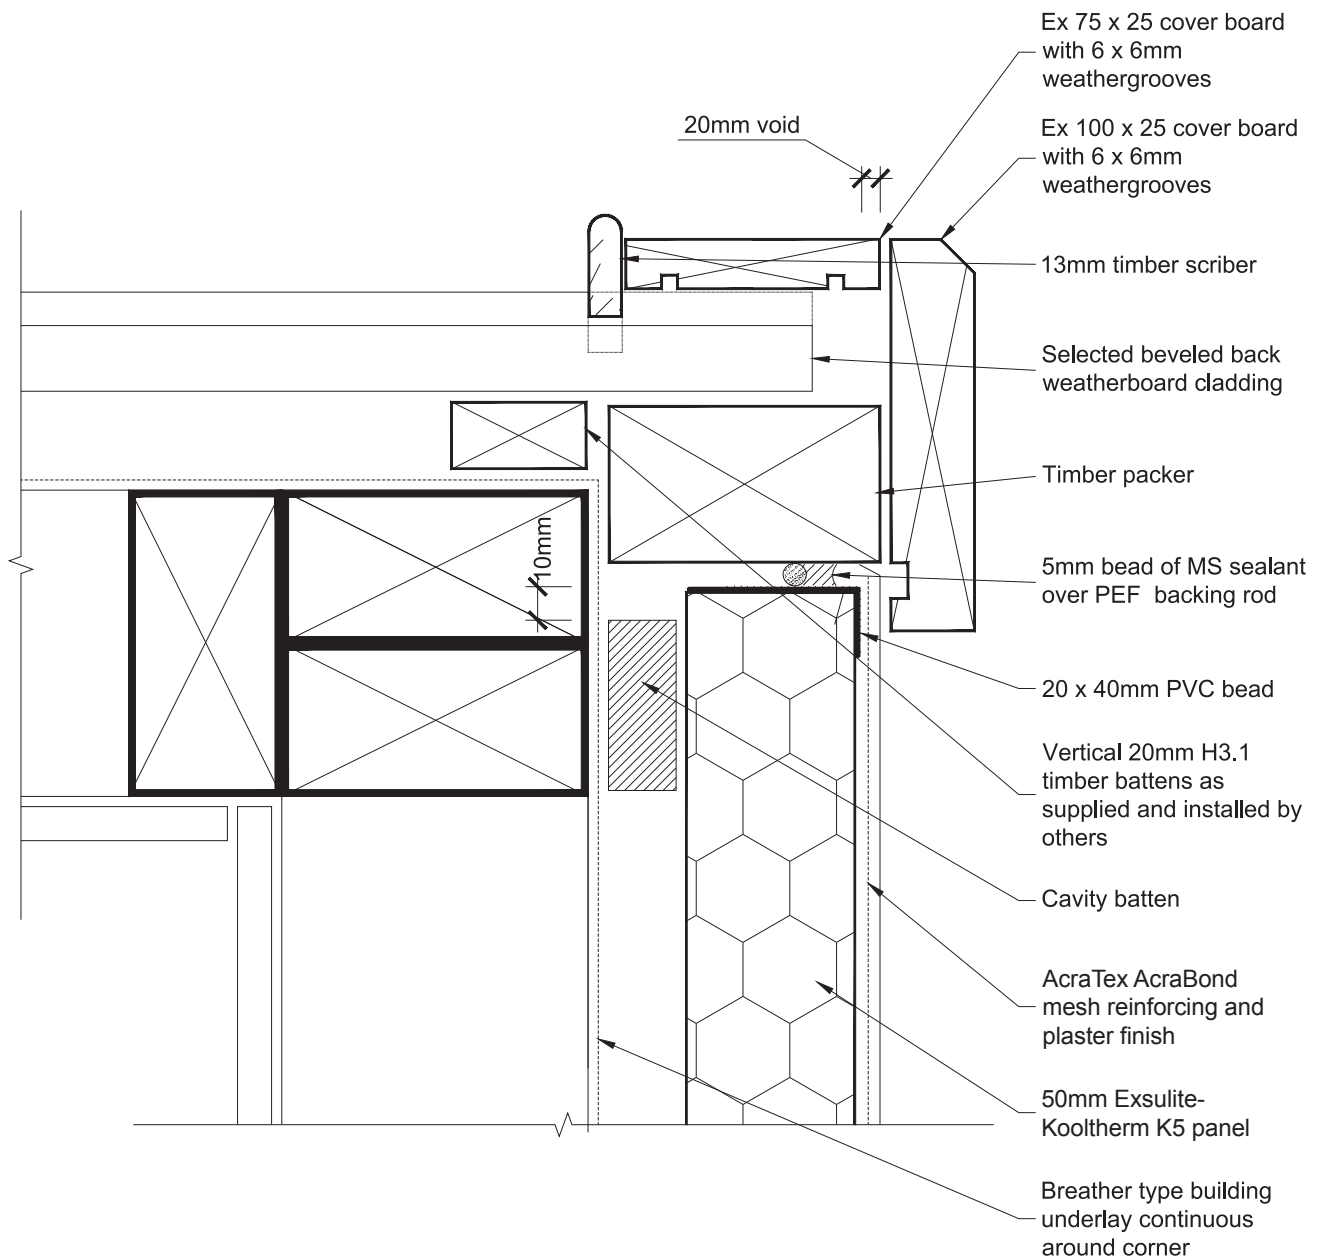 Ex 75 x 25 cover board
with 6 x 6mm
weathergrooves
20mm void
Ex 100 x 25 cover board
with 6 x 6mm
weathergrooves
13mm timber scriber
Selected beveled back
weatherboard cladding
Timber packer
10mm
5mm bead of MS sealant
over PEF backing rod
20 x 40mm PVC bead
Vertical 20mm H3.1
timber battens as
supplied and installed by
others
Cavity batten
AcraTex AcraBond
mesh reinforcing and
plaster finish
50mm Exsulite-
Kooltherm K5 panel
Breather type building
underlay continuous
around corner